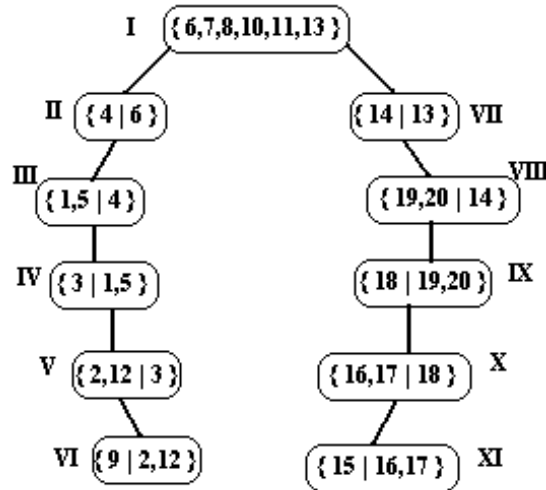 I { 6,7,8,10,11,13 }
II { 4 | 6 } { 14 | 13 } VII
III { 1,5 | 4 } { 19,20 | 14 } VIII
IV { 3 | 1,5 } { 18 | 19,20 } IX
V { 2,12 | 3 } { 16,17 | 18 } X
VI { 9 | 2,12 } { 15 | 16,17 } XI